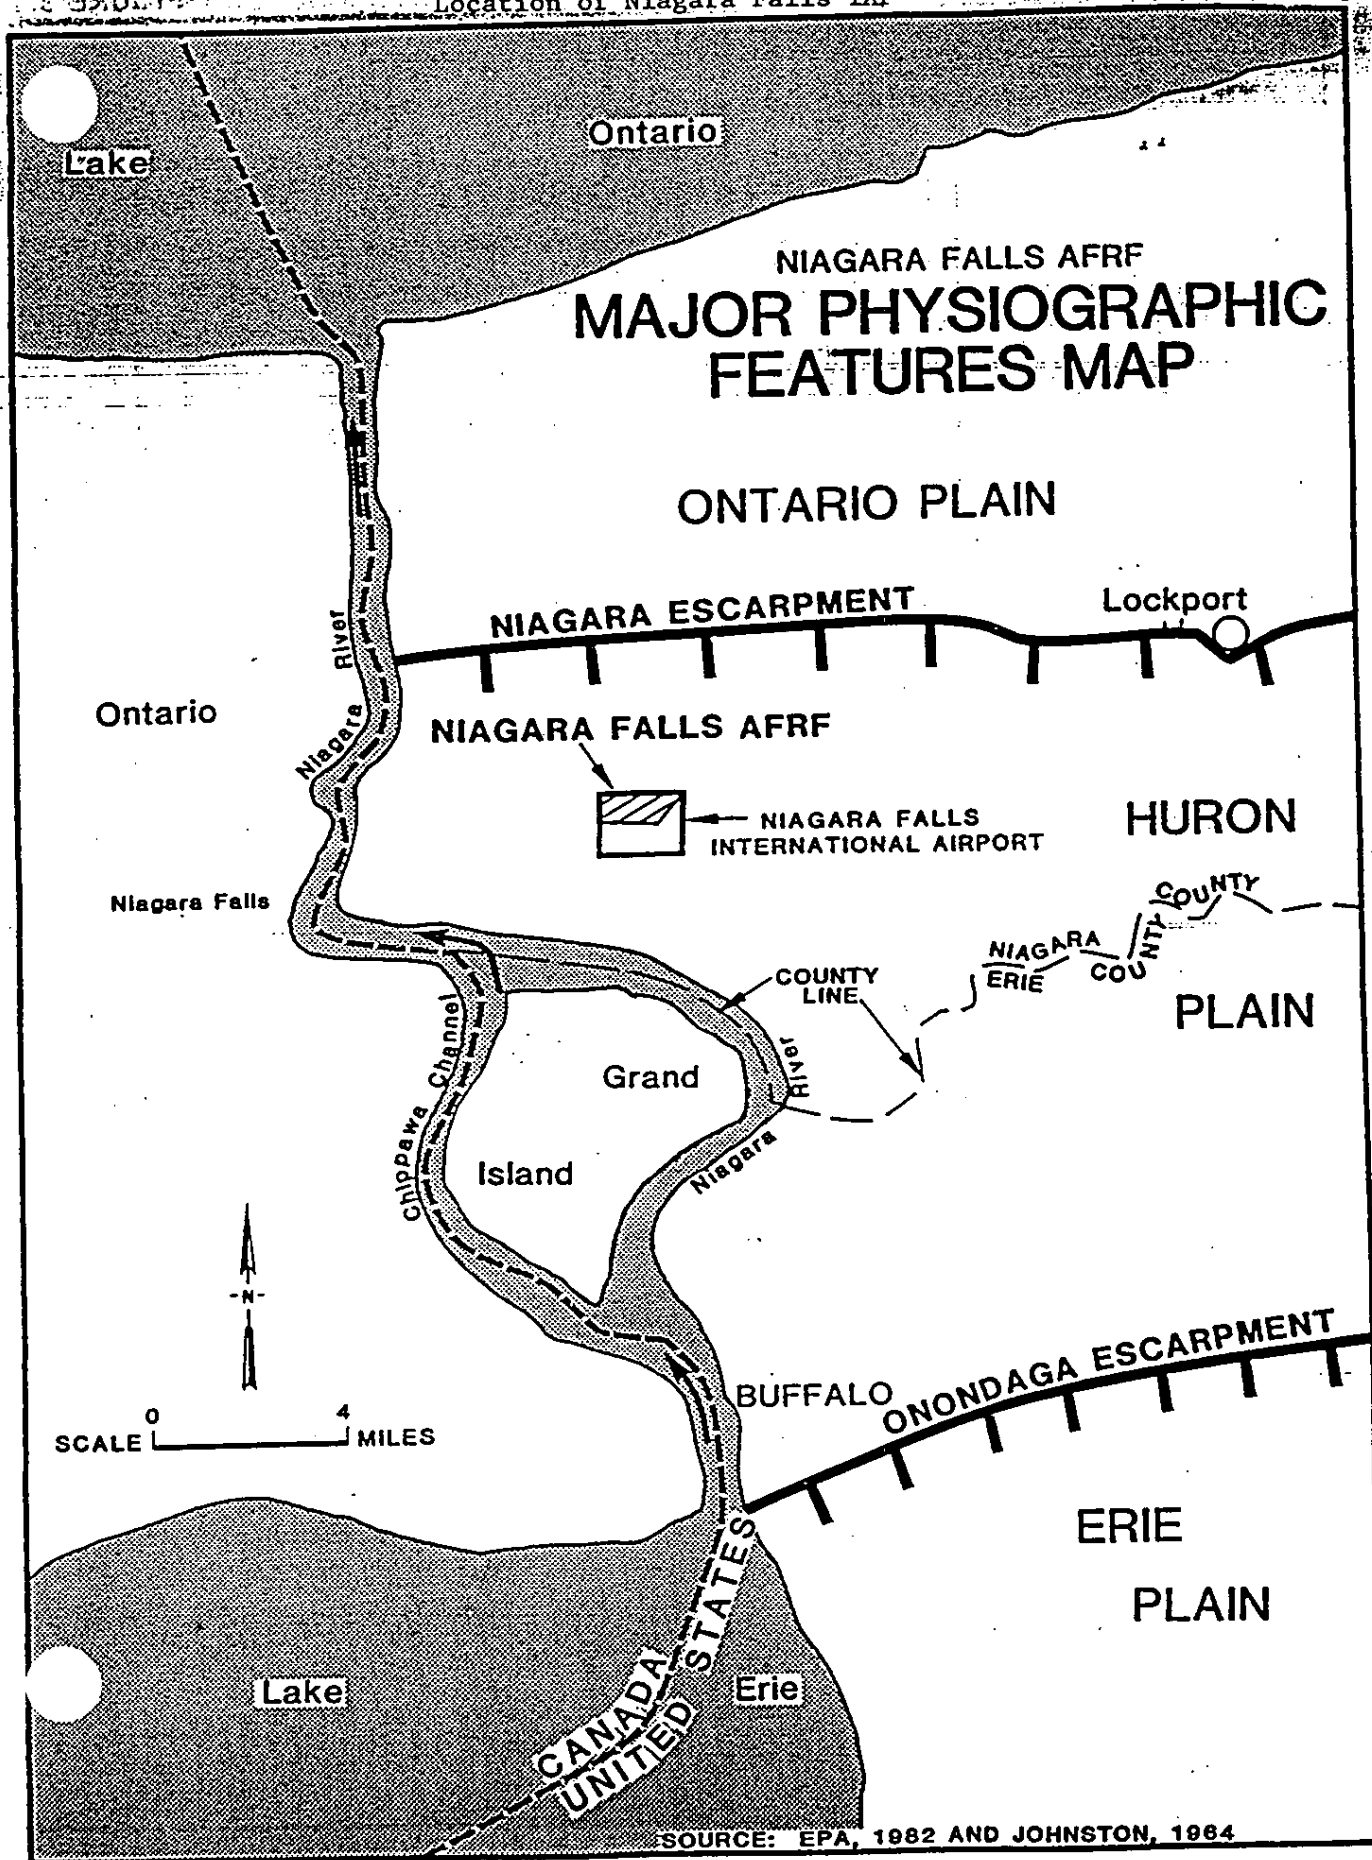 Location of Niagara Falls
Lake
Ontario
NIAGARA FALLS AFRF
MAJOR PHYSIOGRAPHIC
FEATURES MAP
ONTARIO PLAIN
NIAGARA ESCARPMENT
Lockport
Niagara River
Ontario
NIAGARA FALLS AFRF
NIAGARA FALLS
INTERNATIONAL AIRPORT
HURON
PLAIN
Niagara Falls
NIAGARA COUNTY
ERIE COUNTY
COUNTY
LINE
Chippawa Channel
Grand
Island
Niagara River
-N-
0 4
SCALE MILES
BUFFALO
ONONDAGA ESCARPMENT
ERIE
PLAIN
Lake
Erie
CANADA
UNITED STATES
SOURCE: EPA, 1982 AND JOHNSTON, 1964